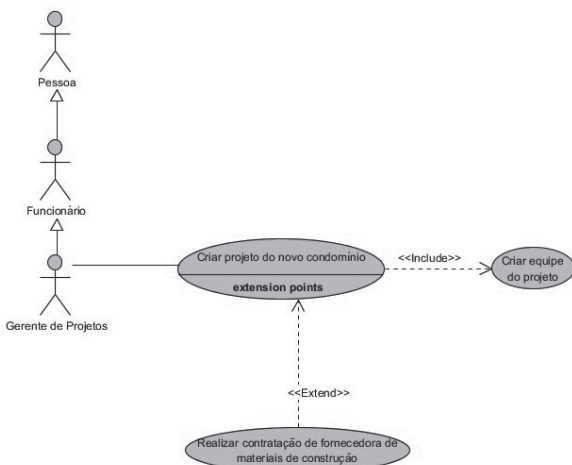 Pessoa
Funcionário
Gerente de Projetos
Criar projeto do novo condomínio
extension points
<<Include>>
Criar equipe
do projeto
<<Extend>>
Realizar contratação de fornecedora de
materiais de construção